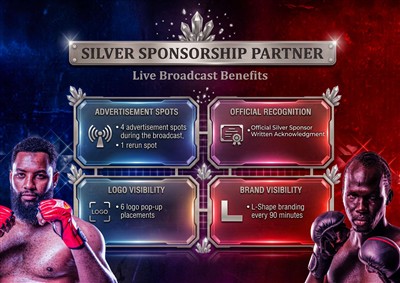 SILVER SPONSORSHIP PARTNER
Live Broadcast Benefits
ADVERTISEMENT SPOTS
• 4 advertisement spots
during the broadcast,
• 1 rerun spot
OFFICIAL RECOGNITION
• Official Silver Sponsor
Written Acknowledgment
LOGO VISIBILITY
LOGO
• 6 logo pop-up
placements
BRAND VISIBILITY
• L-Shape branding
every 90 minutes